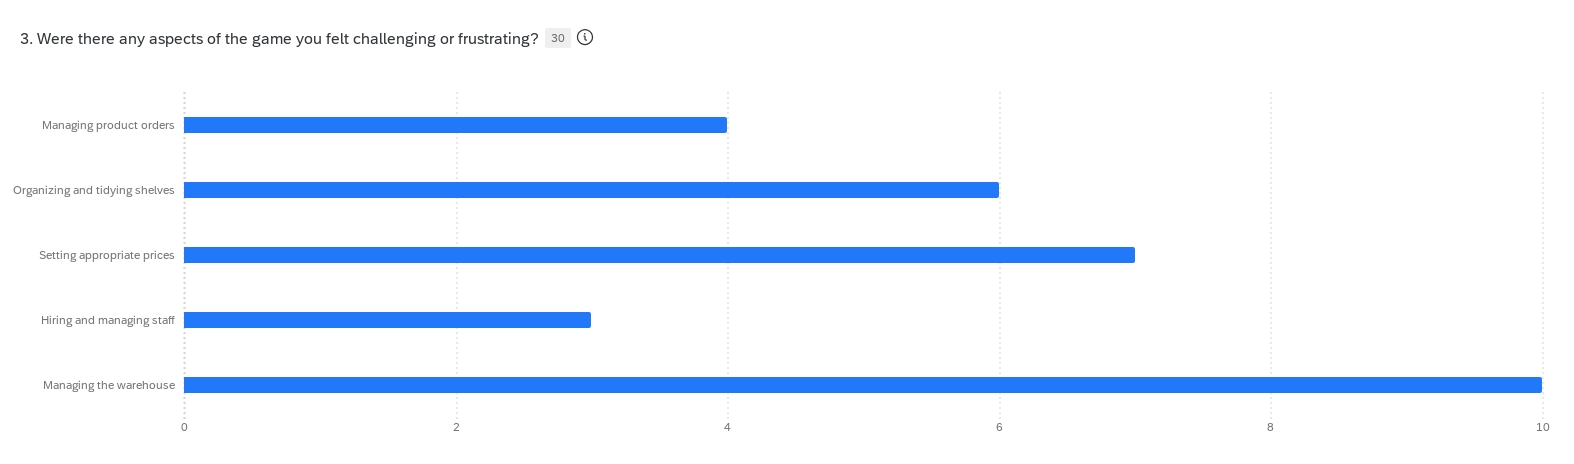 3. Were there any aspects of the game you felt challenging or frustrating? 30
Managing product orders
Organizing and tidying shelves
Setting appropriate prices
Hiring and managing staff
Managing the warehouse
0 2 4 6 8 10